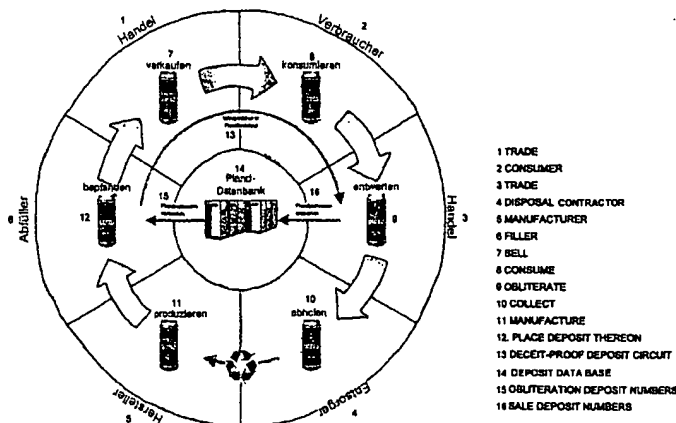 1
Handel
2
Verbraucher
7
verkaufen
8
konsumieren
13
14
Pfand-
Datenbank
15
16
bepfanden
12
entwerten
9
6
Abfüller
Handel
3
11
produzieren
10
abholen
Hersteller
5
Entsorger
4
1 TRADE
2 CONSUMER
3 TRADE
4 DISPOSAL CONTRACTOR
5 MANUFACTURER
6 FILLER
7 SELL
8 CONSUME
9 OBLITERATE
10 COLLECT
11 MANUFACTURE
12. PLACE DEPOSIT THEREON
13 DECEIT-PROOF DEPOSIT CIRCUIT
14 DEPOSIT DATA BASE
15 OBLITERATION DEPOSIT NUMBERS
16 SALE DEPOSIT NUMBERS